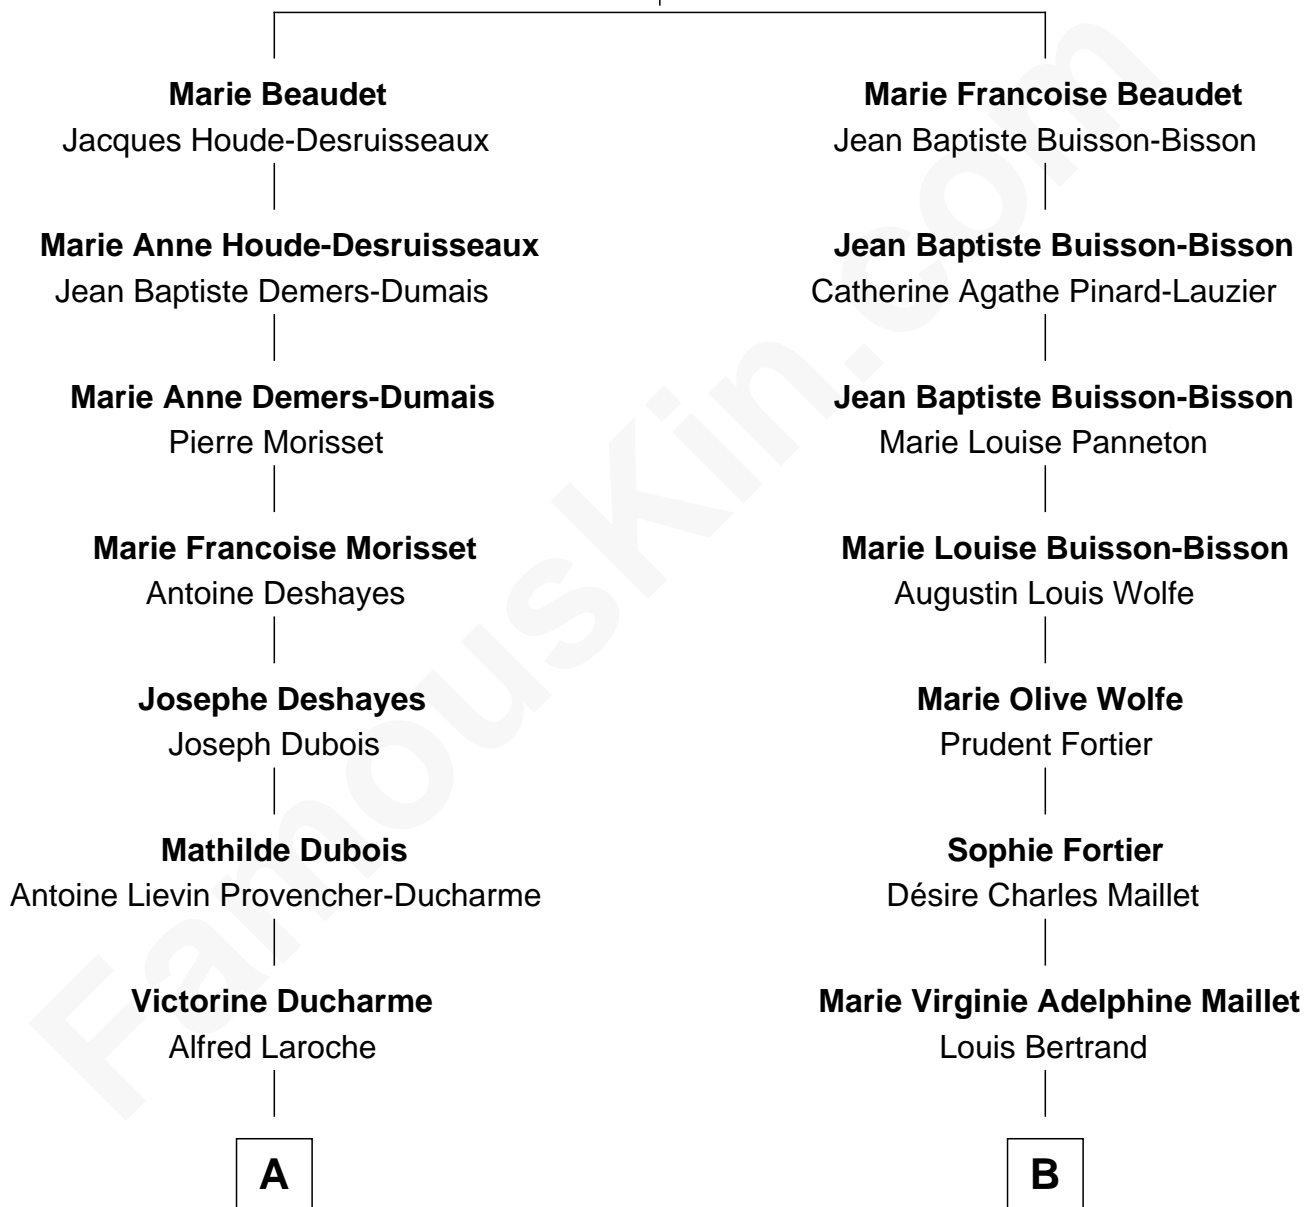 Marie Beaudet
Jacques Houde-Desruisseaux
Marie Anne Houde-Desruisseaux
Jean Baptiste Demers-Dumais
Marie Anne Demers-Dumais
Pierre Morisset
Marie Francoise Morisset
Antoine Deshayes
Josephe Deshayes
Joseph Dubois
Mathilde Dubois
Antoine Lievin Provencher-Ducharme
Victorine Ducharme
Alfred Laroche
A
Marie Francoise Beaudet
Jean Baptiste Buisson-Bisson
Jean Baptiste Buisson-Bisson
Catherine Agathe Pinard-Lauzier
Jean Baptiste Buisson-Bisson
Marie Louise Panneton
Marie Louise Buisson-Bisson
Augustin Louis Wolfe
Marie Olive Wolfe
Prudent Fortier
Sophie Fortier
Désire Charles Maillet
Marie Virginie Adelphine Maillet
Louis Bertrand
B
FamousKin.com